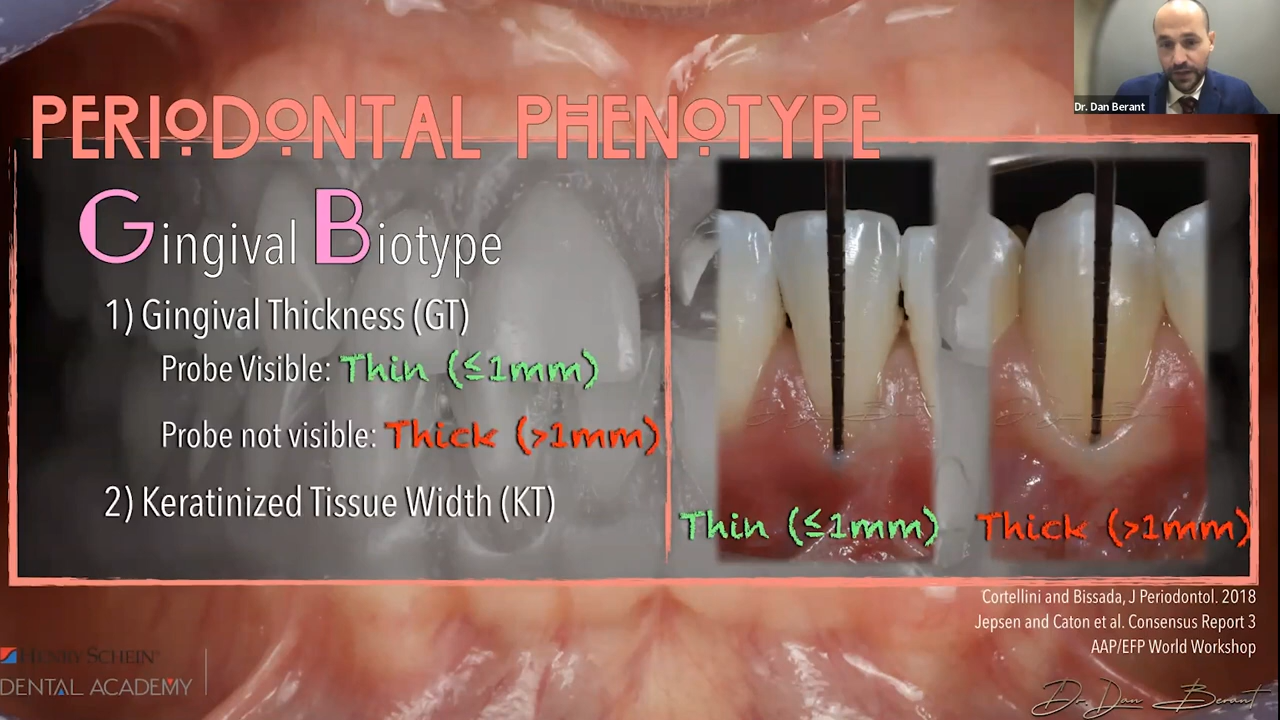 Dr. Dan Berant
PERIODONTAL PHENOTYPE
Gingival Biotype
1) Gingival Thickness (GT)
Probe Visible: Thin (≤1mm)
Probe not visible: Thick (>1mm)
2) Keratinized Tissue Width (KT)
Thin (≤1mm)
Thick (>1mm)
Cortellini and Bissada, J Periodontol. 2018
Jepsen and Caton et al. Consensus Report 3
AAP/EFP World Workshop
HENRY SCHEIN®
DENTAL ACADEMY
Dr. Dan Berant